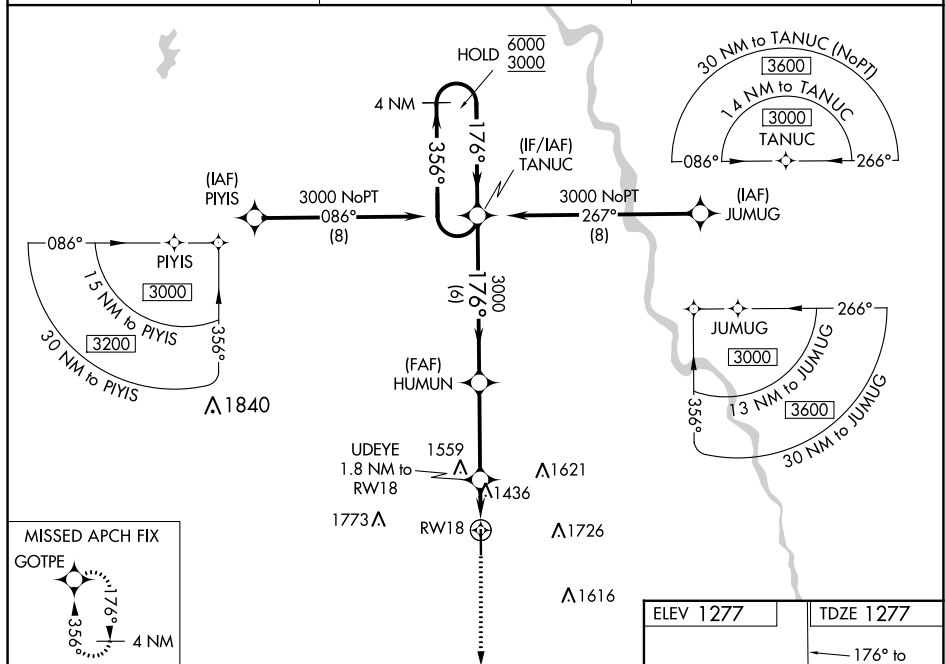 HOLD 6000
3000
4 NM
356°
176°
(IF/IAF)
TANUC
30 NM to TANUC (NoPT)
3600
14 NM to TANUC
3000
TANUC
086°
266°
(IAF)
PIYIS
3000 NoPT
086°
(8)
3000 NoPT
267°
(8)
(IAF)
JUMUG
086°
PIYIS
3000
15 NM to PIYIS
3200
30 NM to PIYIS
356°
3000
176°
(6)
266°
JUMUG
3000
13 NM to JUMUG
3600
30 NM to JUMUG
356°
(FAF)
HUMUN
1840
UDEYE
1.8 NM to
RW18
1559
1621
1436
1773
RW18
1726
1616
MISSED APCH FIX
GOTPE
176°
356°
4 NM
ELEV 1277
TDZE 1277
176° to